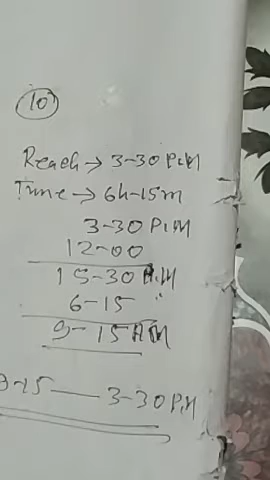 10
Reach → 3-30 P.M
Time → 6h-15m
3-30 P.M
12-00
15-30 P.M
6-15
9-15 AM
9-15 — 3-30 PM